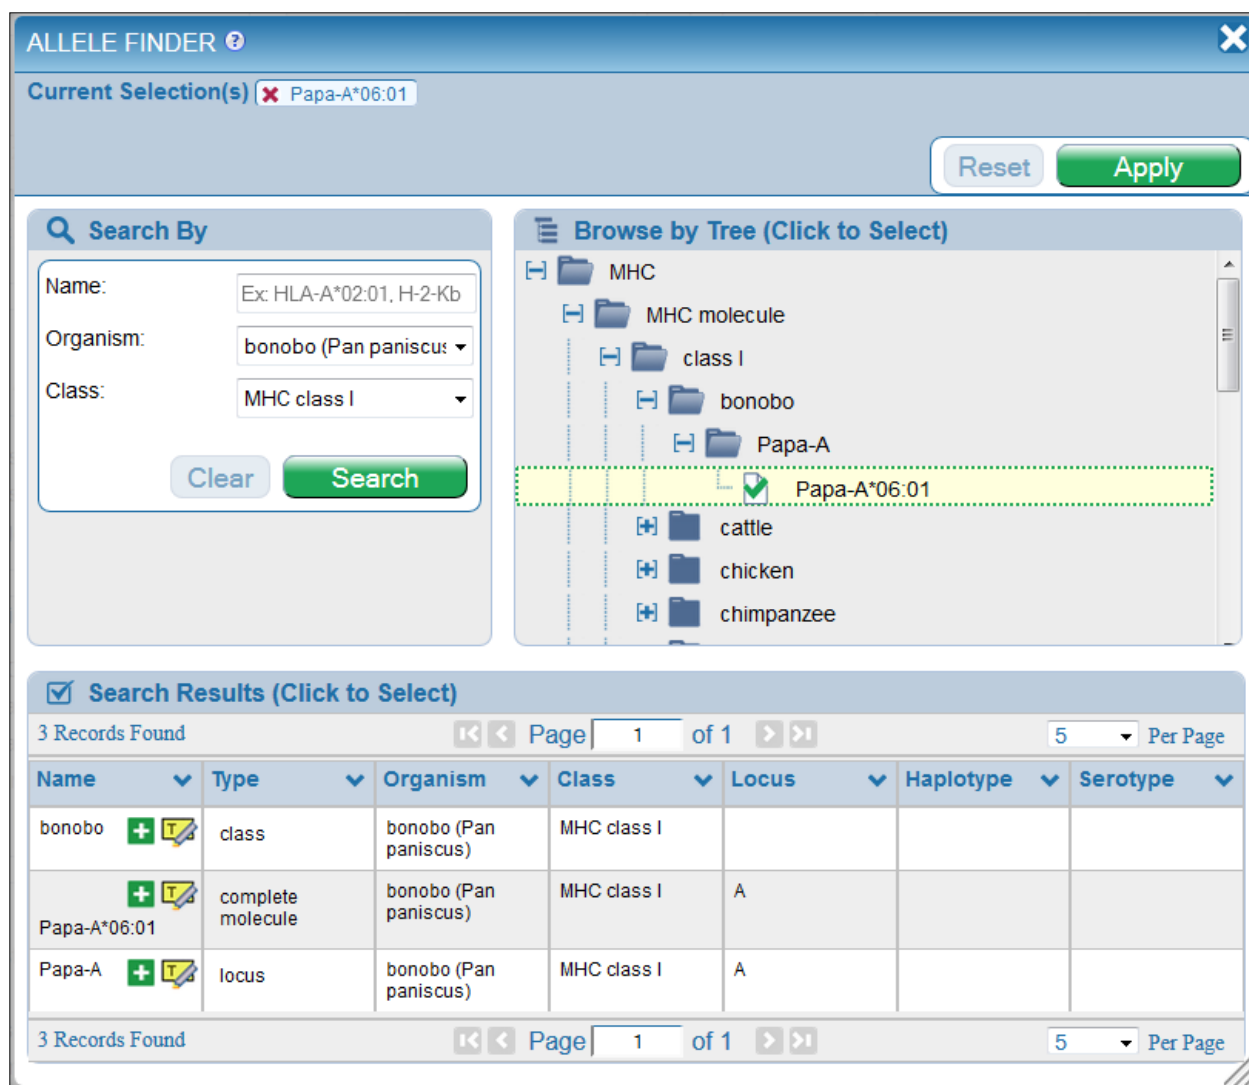 ALLELE FINDER ?
Current Selection(s) Papa-A*06:01
Reset Apply
Search By
Name: Ex: HLA-A*02:01, H-2-Kb
Organism: bonobo (Pan paniscus
Class: MHC class I
Clear Search
Browse by Tree (Click to Select)
MHC
MHC molecule
class I
bonobo
Papa-A
Papa-A*06:01
cattle
chicken
chimpanzee
Search Results (Click to Select)
3 Records Found Page 1 of 1 5 Per Page
Name Type Organism Class Locus Haplotype Serotype
bonobo T class bonobo (Pan paniscus) MHC class I
Papa-A*06:01 T complete molecule bonobo (Pan paniscus) MHC class I A
Papa-A T locus bonobo (Pan paniscus) MHC class I A
3 Records Found Page 1 of 1 5 Per Page